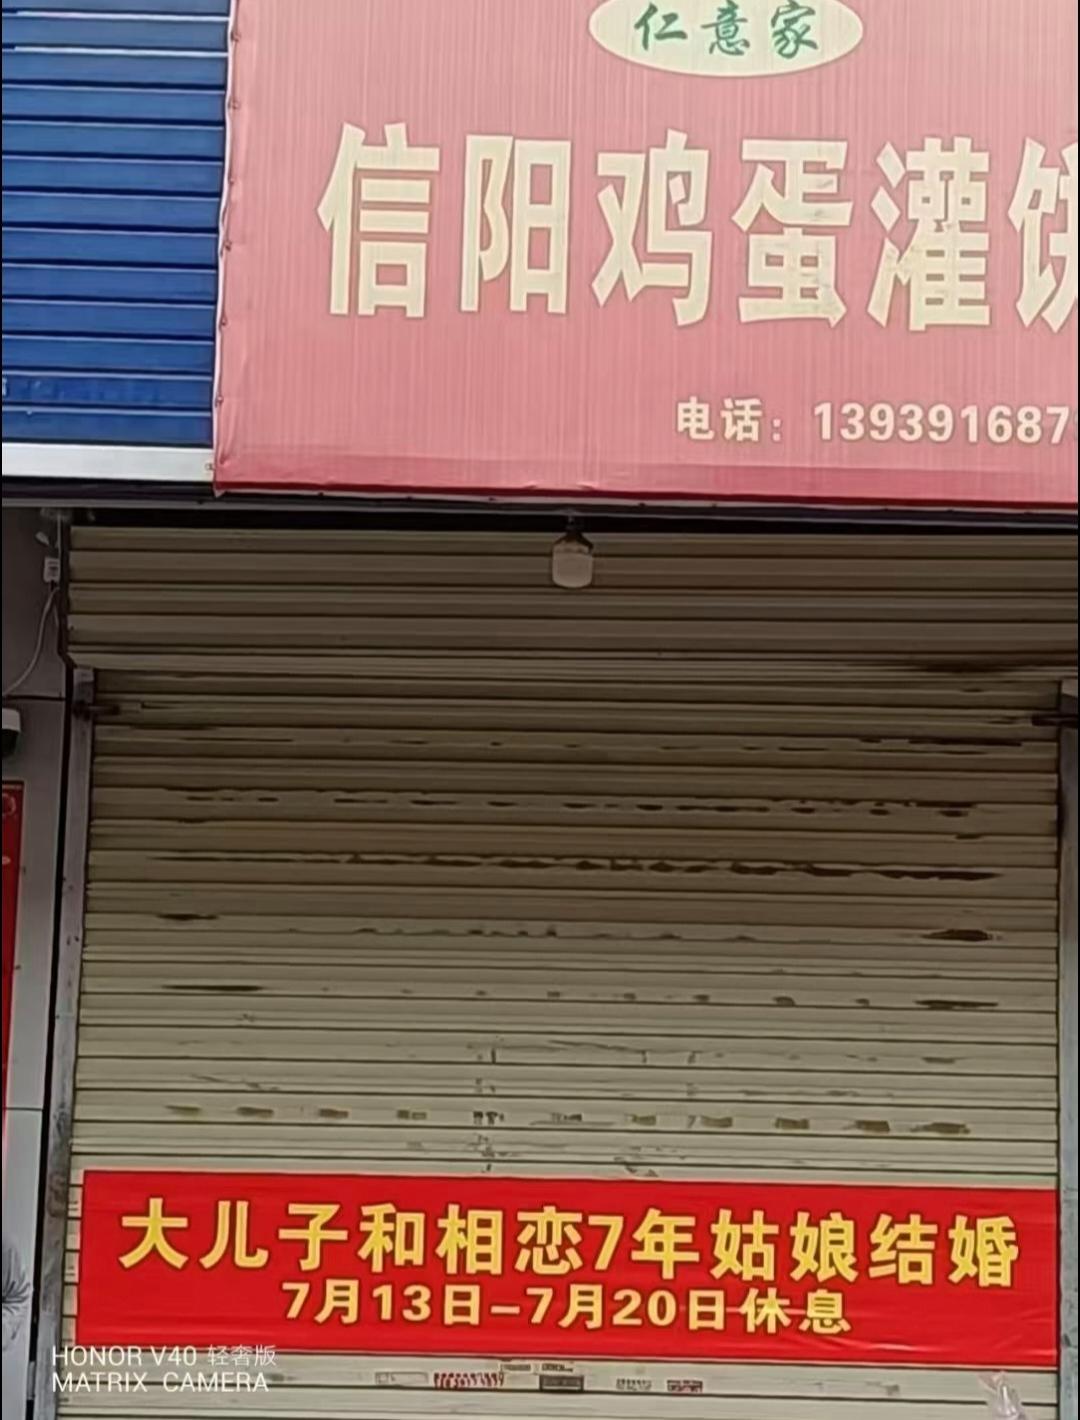 仁意家
信阳鸡蛋灌饼
电话：1393916879
大儿子和相恋7年姑娘结婚
7月13日-7月20日休息
HONOR V40 轻奢版
MATRIX CAMERA